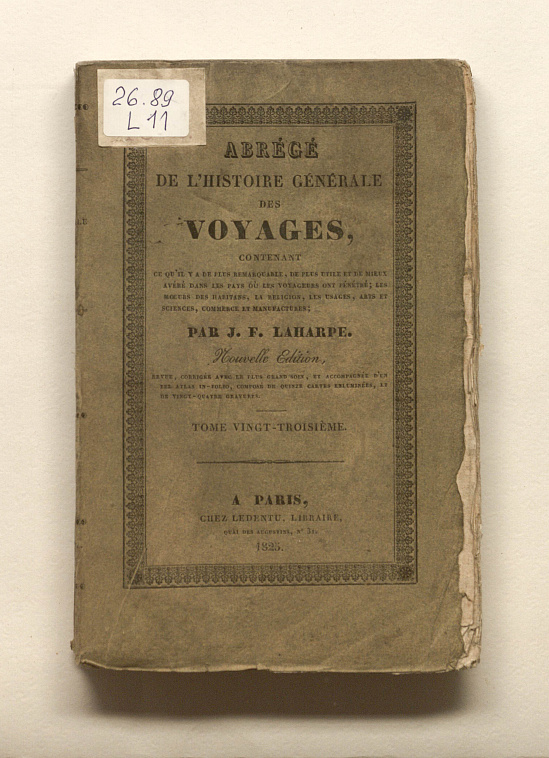 26.89
L 11
ABRÉGÉ
DE L'HISTOIRE GÉNÉRALE
DES
VOYAGES,
CONTENANT
CE QU'IL Y A DE PLUS REMARQUABLE, DE PLUS UTILE ET DE MIEUX
AVÉRÉ DANS LES PAYS OÙ LES VOYAGEURS ONT PÉNÉTRÉ; LES
MŒURS DES HABITANS, LA RELIGION, LES USAGES, ARTS ET
SCIENCES, COMMERCE ET MANUFACTURES;
PAR J. F. LAHARPE.
Nouvelle Édition,
REVUE, CORRIGÉE AVEC LE PLUS GRAND SOIN, ET ACCOMPAGNÉE D'UN
BEL ATLAS IN-FOLIO, COMPOSÉ DE QUINZE CARTES ENLUMINÉES, ET
DE VINGT-QUATRE GRAVURES.
TOME VINGT-TROISIÈME.
A PARIS,
CHEZ LEDENTU, LIBRAIRE,
QUAI DES AUGUSTINS, N° 31.
1825.